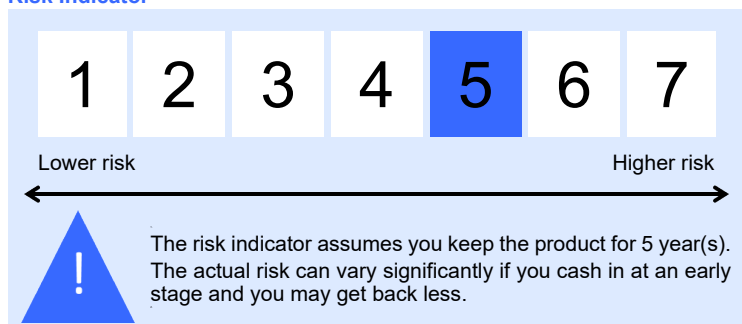 Risk Indicator
1 2 3 4 5 6 7
Lower risk Higher risk
!
The risk indicator assumes you keep the product for 5 year(s).
The actual risk can vary significantly if you cash in at an early
stage and you may get back less.